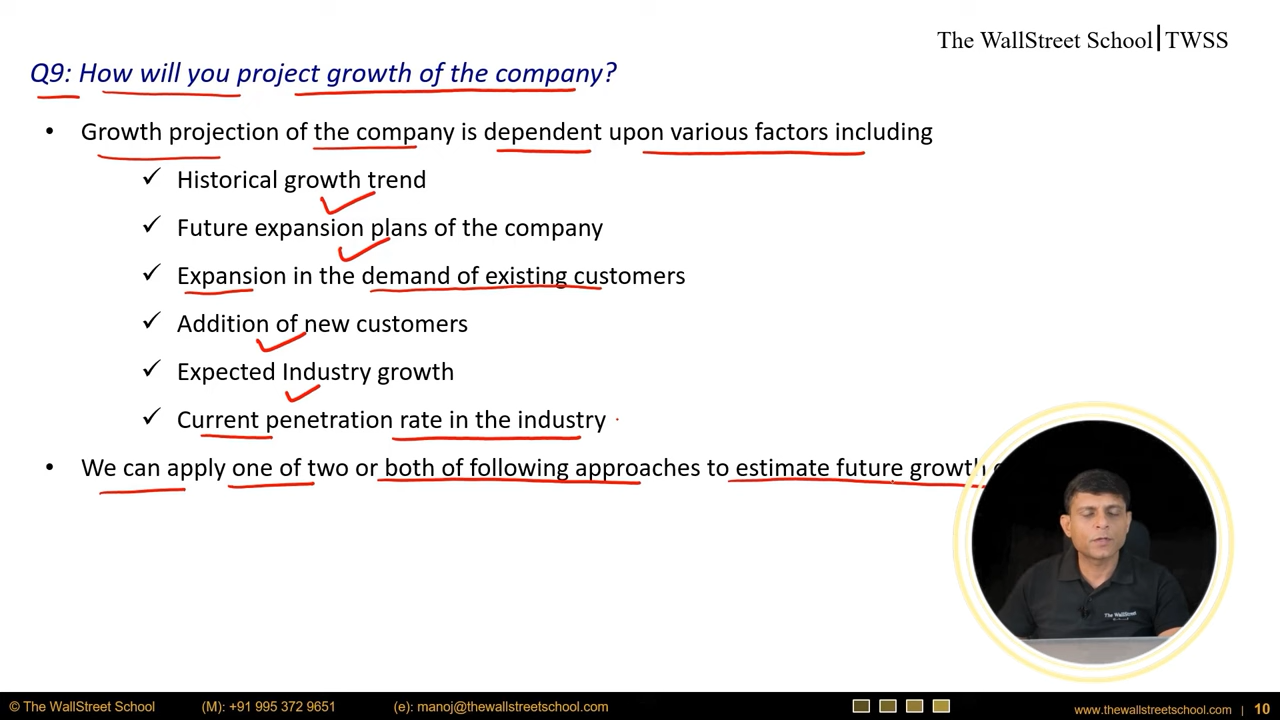 The WallStreet School | TWSS
Q9: How will you project growth of the company?
• Growth projection of the company is dependent upon various factors including
✓ Historical growth trend
✓ Future expansion plans of the company
✓ Expansion in the demand of existing customers
✓ Addition of new customers
✓ Expected Industry growth
✓ Current penetration rate in the industry
• We can apply one of two or both of following approaches to estimate future growth
The WallStreet
© The WallStreet School (M): +91 995 372 9651 (e): manoj@thewallstreetschool.com www.thewallstreetschool.com | 10